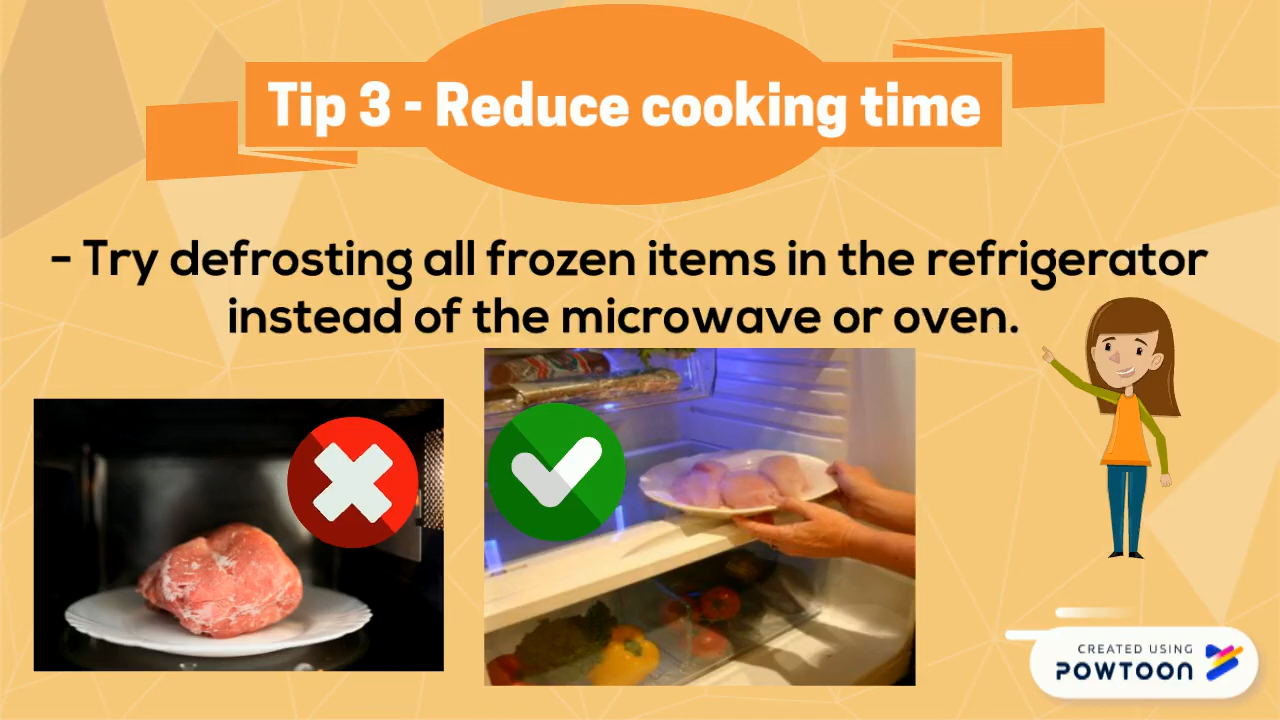 Tip 3 - Reduce cooking time
- Try defrosting all frozen items in the refrigerator
instead of the microwave or oven.
CREATED USING
POWTOON